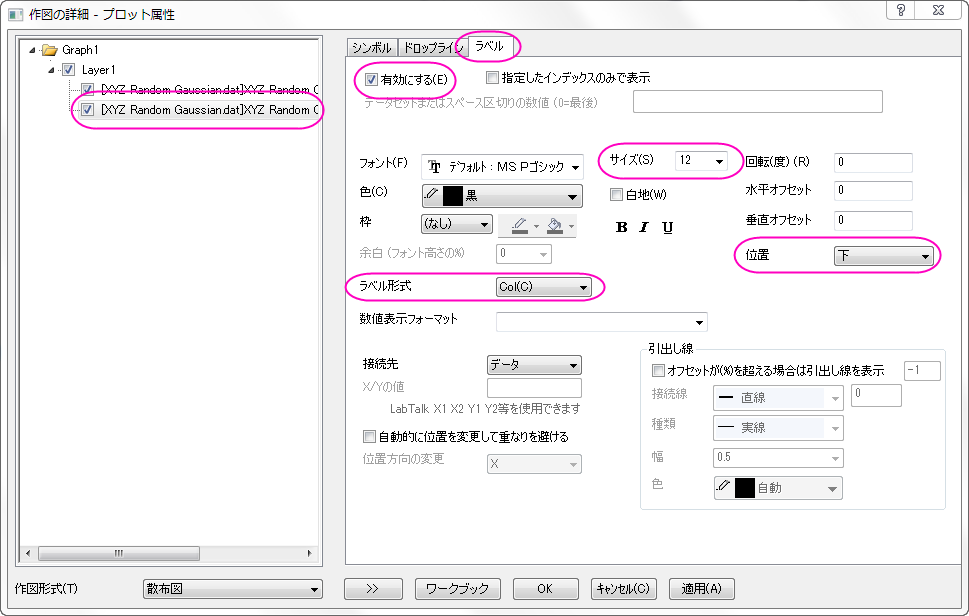 作図の詳細 - プロット属性
Graph1
Layer1
[XYZ Random Gaussian.dat]XYZ Random G
[XYZ Random Gaussian.dat]XYZ Random G
シンボル ドロップライン ラベル
有効にする(E) 指定したインデックスのみで表示
データセットまたはスペース区切りの数値 (0=最後)
フォント(F) デフォルト : MS Pゴシック サイズ(S) 12 回転(度) (R) 0
色(C) 黒 白地(W) 水平オフセット 0
枠 (なし) B I U 垂直オフセット 0
余白 (フォント高さの%) 0 位置 下
ラベル形式 Col(C)
数値表示フォーマット
接続先 データ
X/Yの値
LabTalk X1 X2 Y1 Y2等を使用できます
自動的に位置を変更して重なりを避ける
位置方向の変更 X
引出し線
オフセットが(%)を超える場合は引出し線を表示 -1
接続線 直線 0
種類 実線
幅 0.5
色 自動
作図形式(T) 散布図 >> ワークブック OK キャンセル(C) 適用(A)